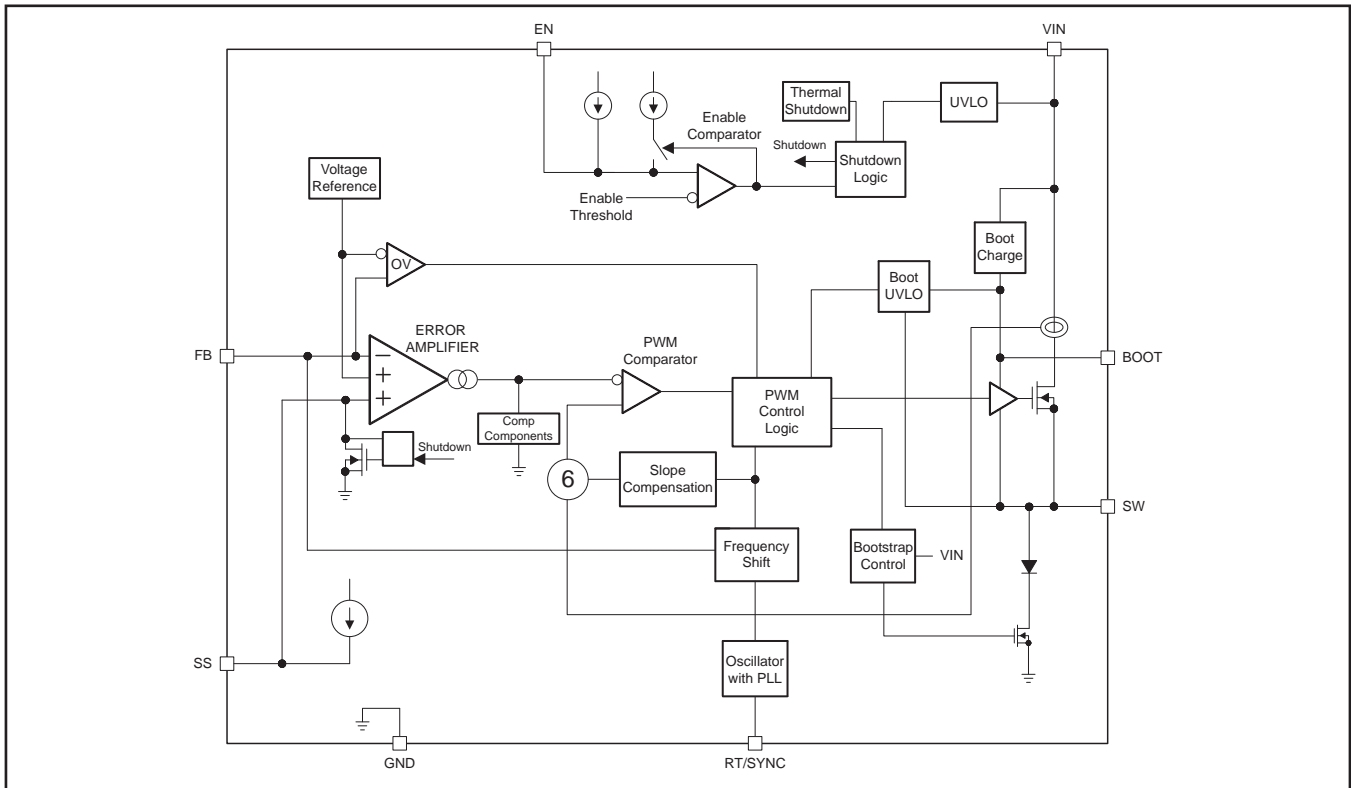 EN
VIN
Thermal
Shutdown
UVLO
Enable
Comparator
Shutdown
Shutdown
Logic
Voltage
Reference
Enable
Threshold
Boot
Charge
OV
Boot
UVLO
ERROR
AMPLIFIER
PWM
Comparator
FB
−
+
+
BOOT
PWM
Control
Logic
Comp
Components
Shutdown
6
Slope
Compensation
SW
Frequency
Shift
Bootstrap
Control
VIN
Oscillator
with PLL
SS
GND
RT/SYNC